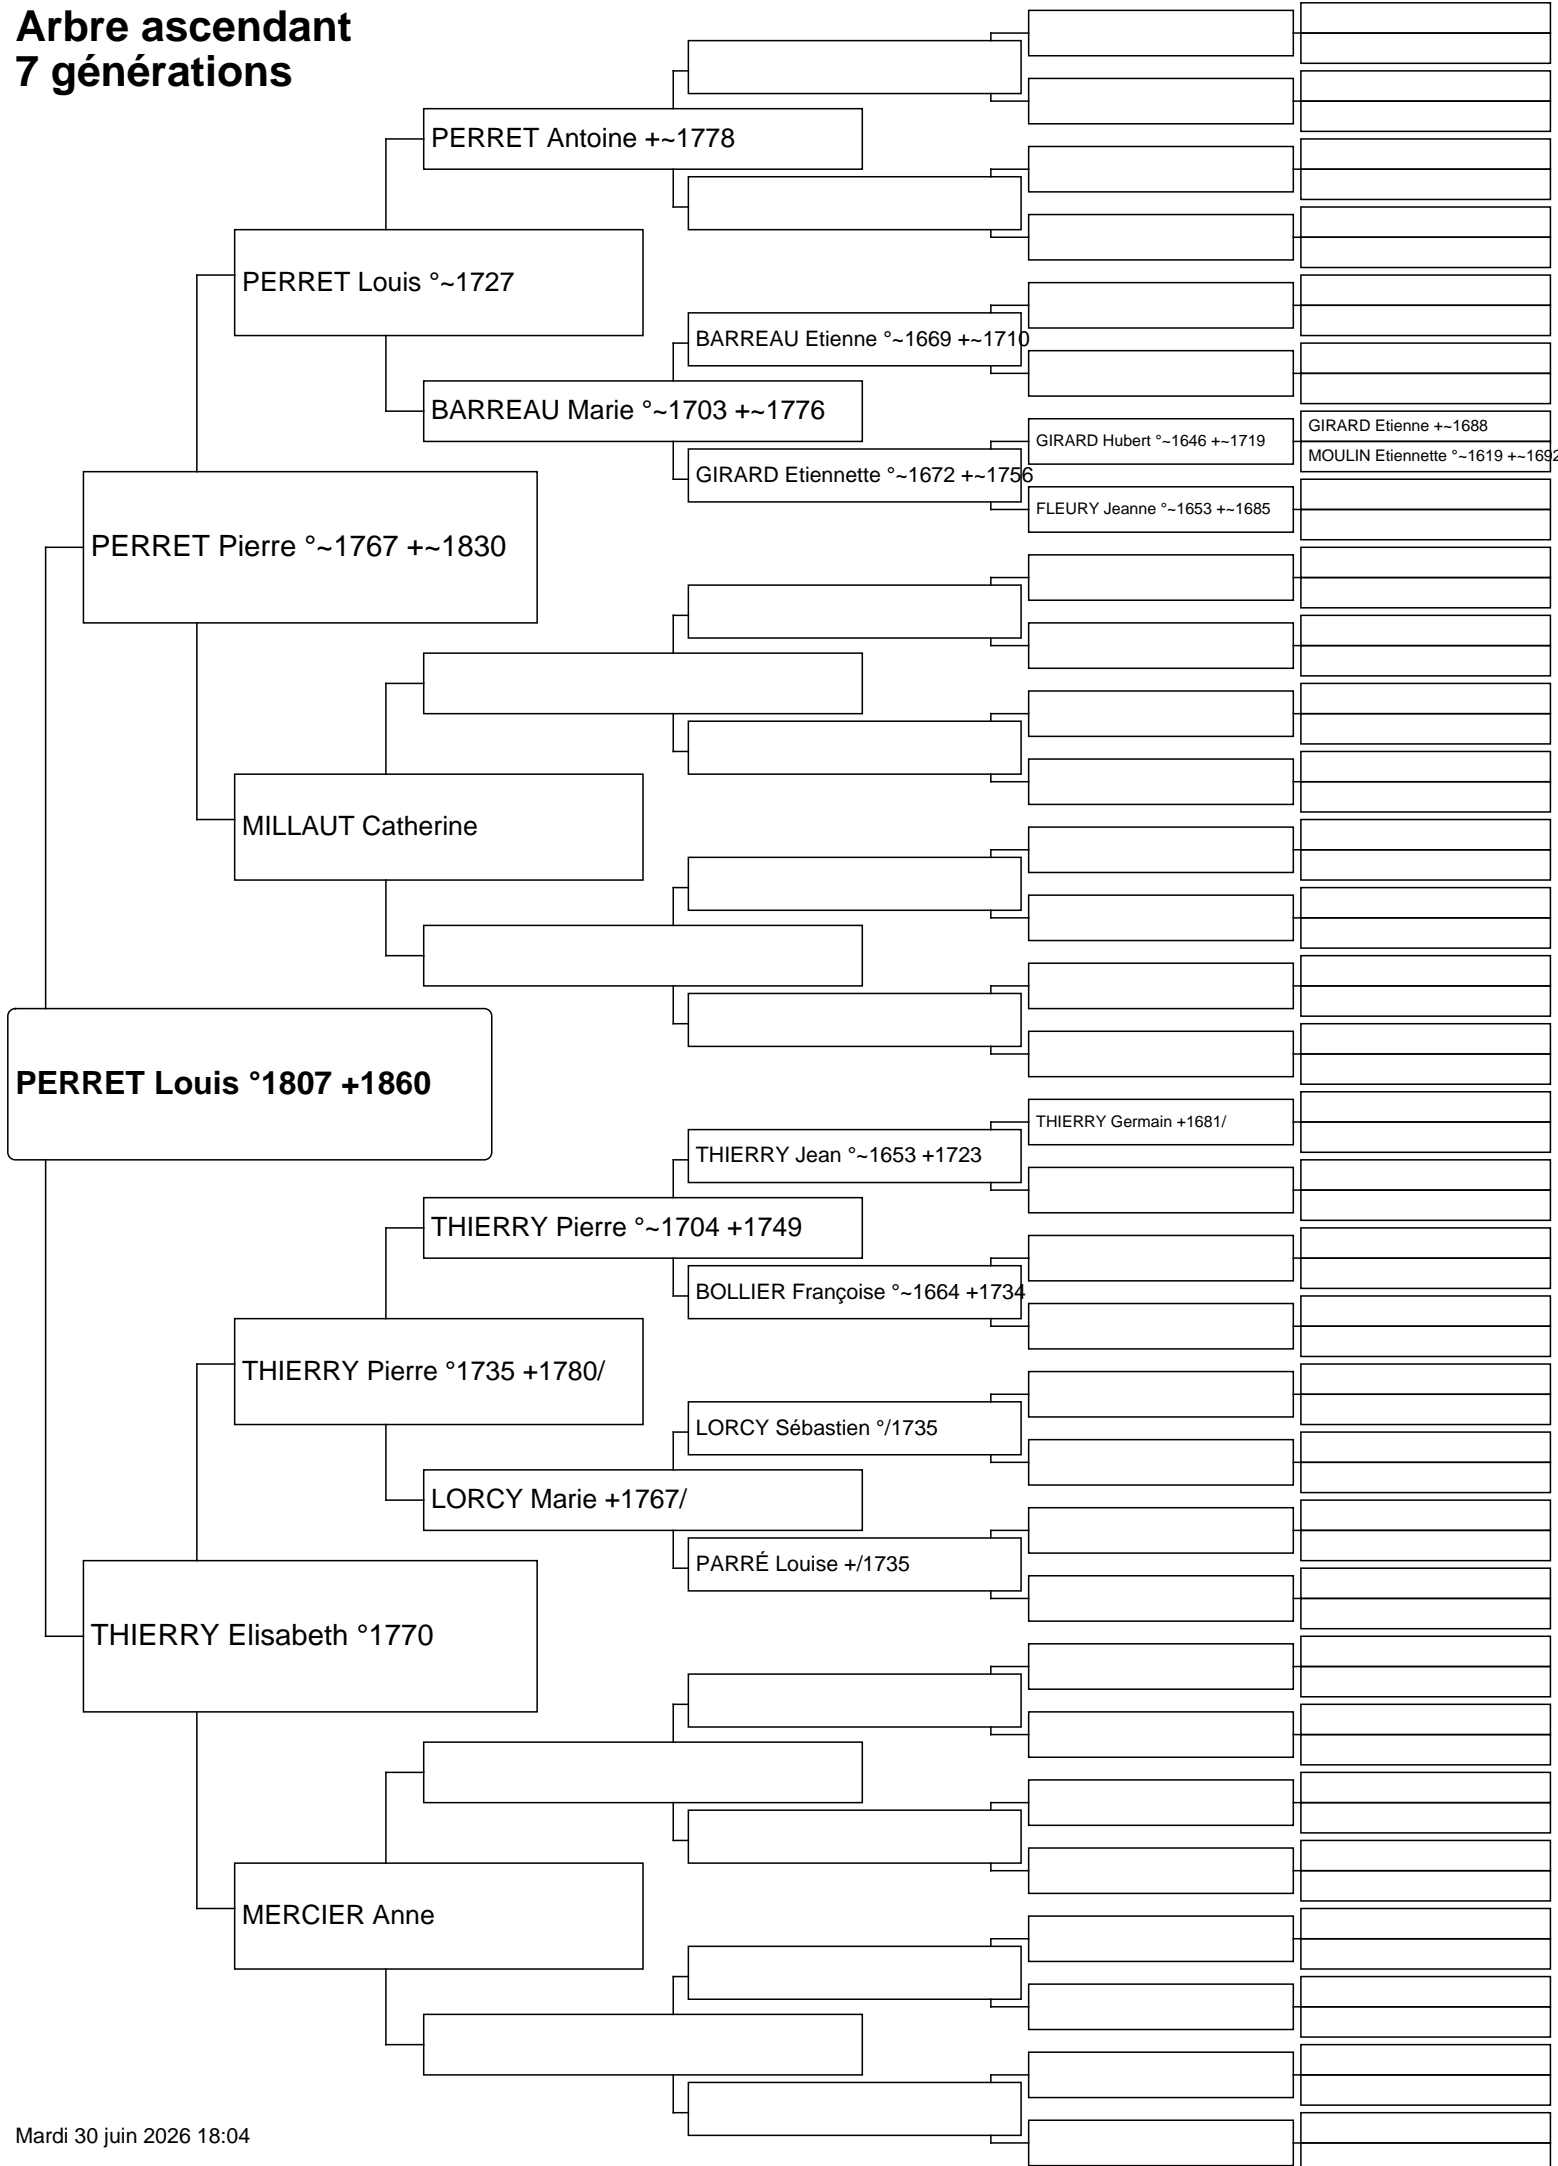 Arbre ascendant
7 générations
PERRET Antoine +~1778
PERRET Louis °~1727
BARREAU Etienne °~1669 +~1710
BARREAU Marie °~1703 +~1776
GIRARD Etiennette °~1672 +~1756
GIRARD Hubert °~1646 +~1719
GIRARD Etienne +~1688
MOULIN Etiennette °~1619 +~1692
FLEURY Jeanne °~1653 +~1685
PERRET Pierre °~1767 +~1830
MILLAUT Catherine
PERRET Louis °1807 +1860
THIERRY Germain +1681/
THIERRY Jean °~1653 +1723
THIERRY Pierre °~1704 +1749
BOLLIER Françoise °~1664 +1734
THIERRY Pierre °1735 +1780/
LORCY Sébastien °/1735
LORCY Marie +1767/
PARRÉ Louise +/1735
THIERRY Elisabeth °1770
MERCIER Anne
Mardi 30 juin 2026 18:04